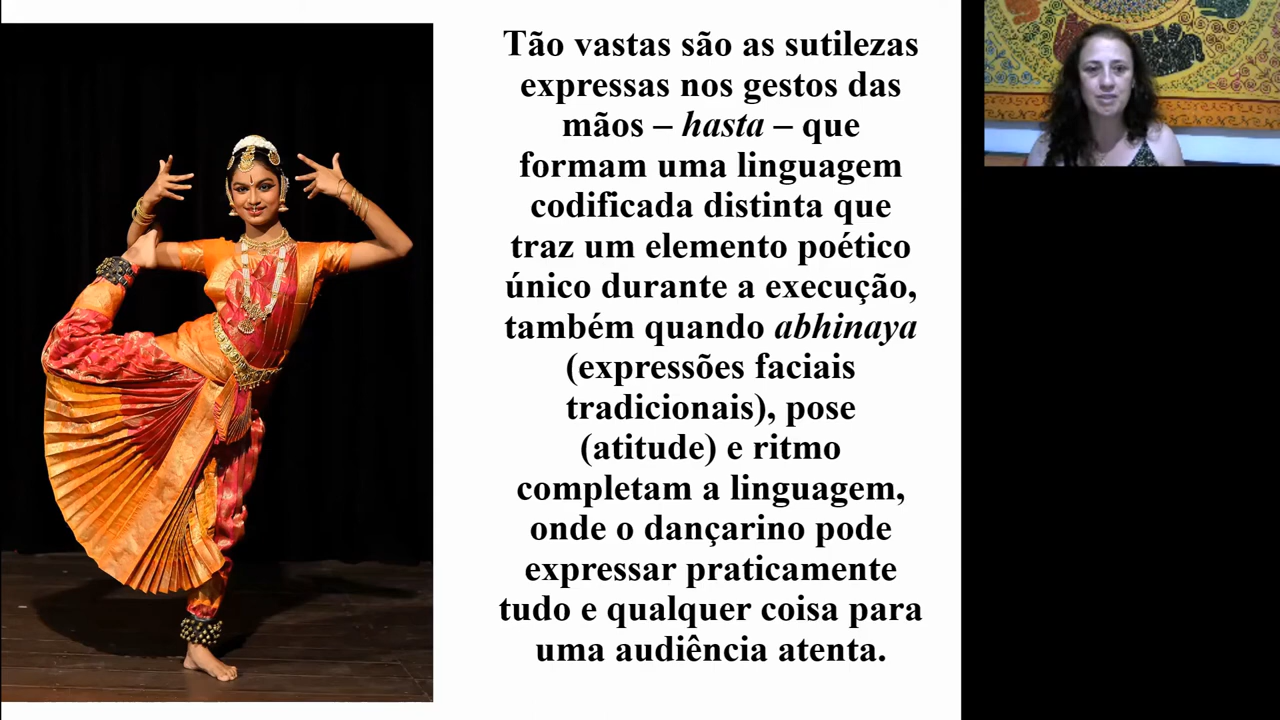 Tão vastas são as sutilezas
expressas nos gestos das
mãos – hasta – que
formam uma linguagem
codificada distinta que
traz um elemento poético
único durante a execução,
também quando abhinaya
(expressões faciais
tradicionais), pose
(atitude) e ritmo
completam a linguagem,
onde o dançarino pode
expressar praticamente
tudo e qualquer coisa para
uma audiência atenta.